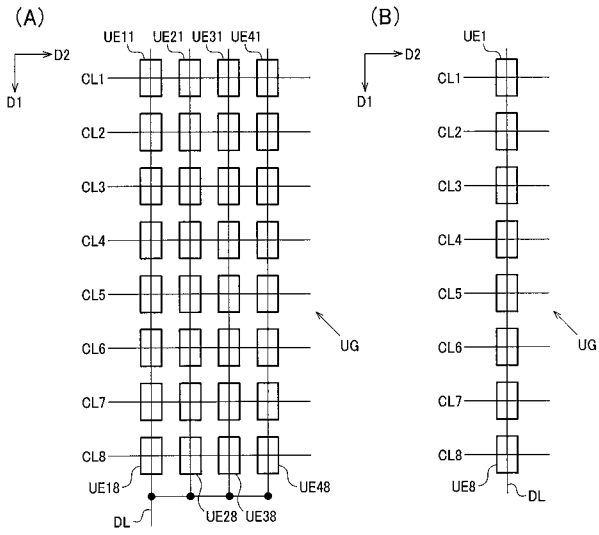 (A)
UE11 UE21 UE31 UE41
D2
D1
CL1
CL2
CL3
CL4
CL5
CL6
UG
CL7
CL8
UE18 UE28 UE38 UE48
DL
(B)
UE1
D2
D1
CL1
CL2
CL3
CL4
CL5
CL6
UG
CL7
CL8
UE8
DL